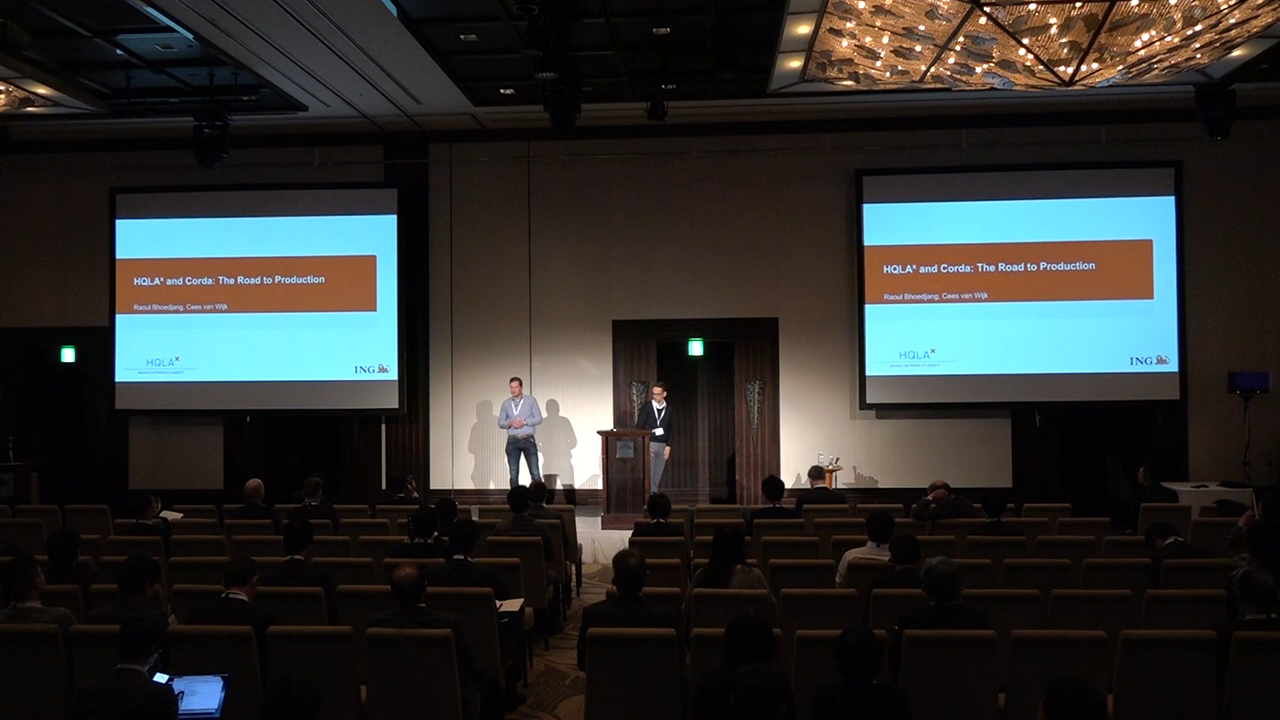 HQLAˣ and Corda: The Road to Production
Raoul Bhoedjang, Cees van Wijk
HQLAˣ
ING
HQLAˣ and Corda: The Road to Production
Raoul Bhoedjang, Cees van Wijk
HQLAˣ
ING